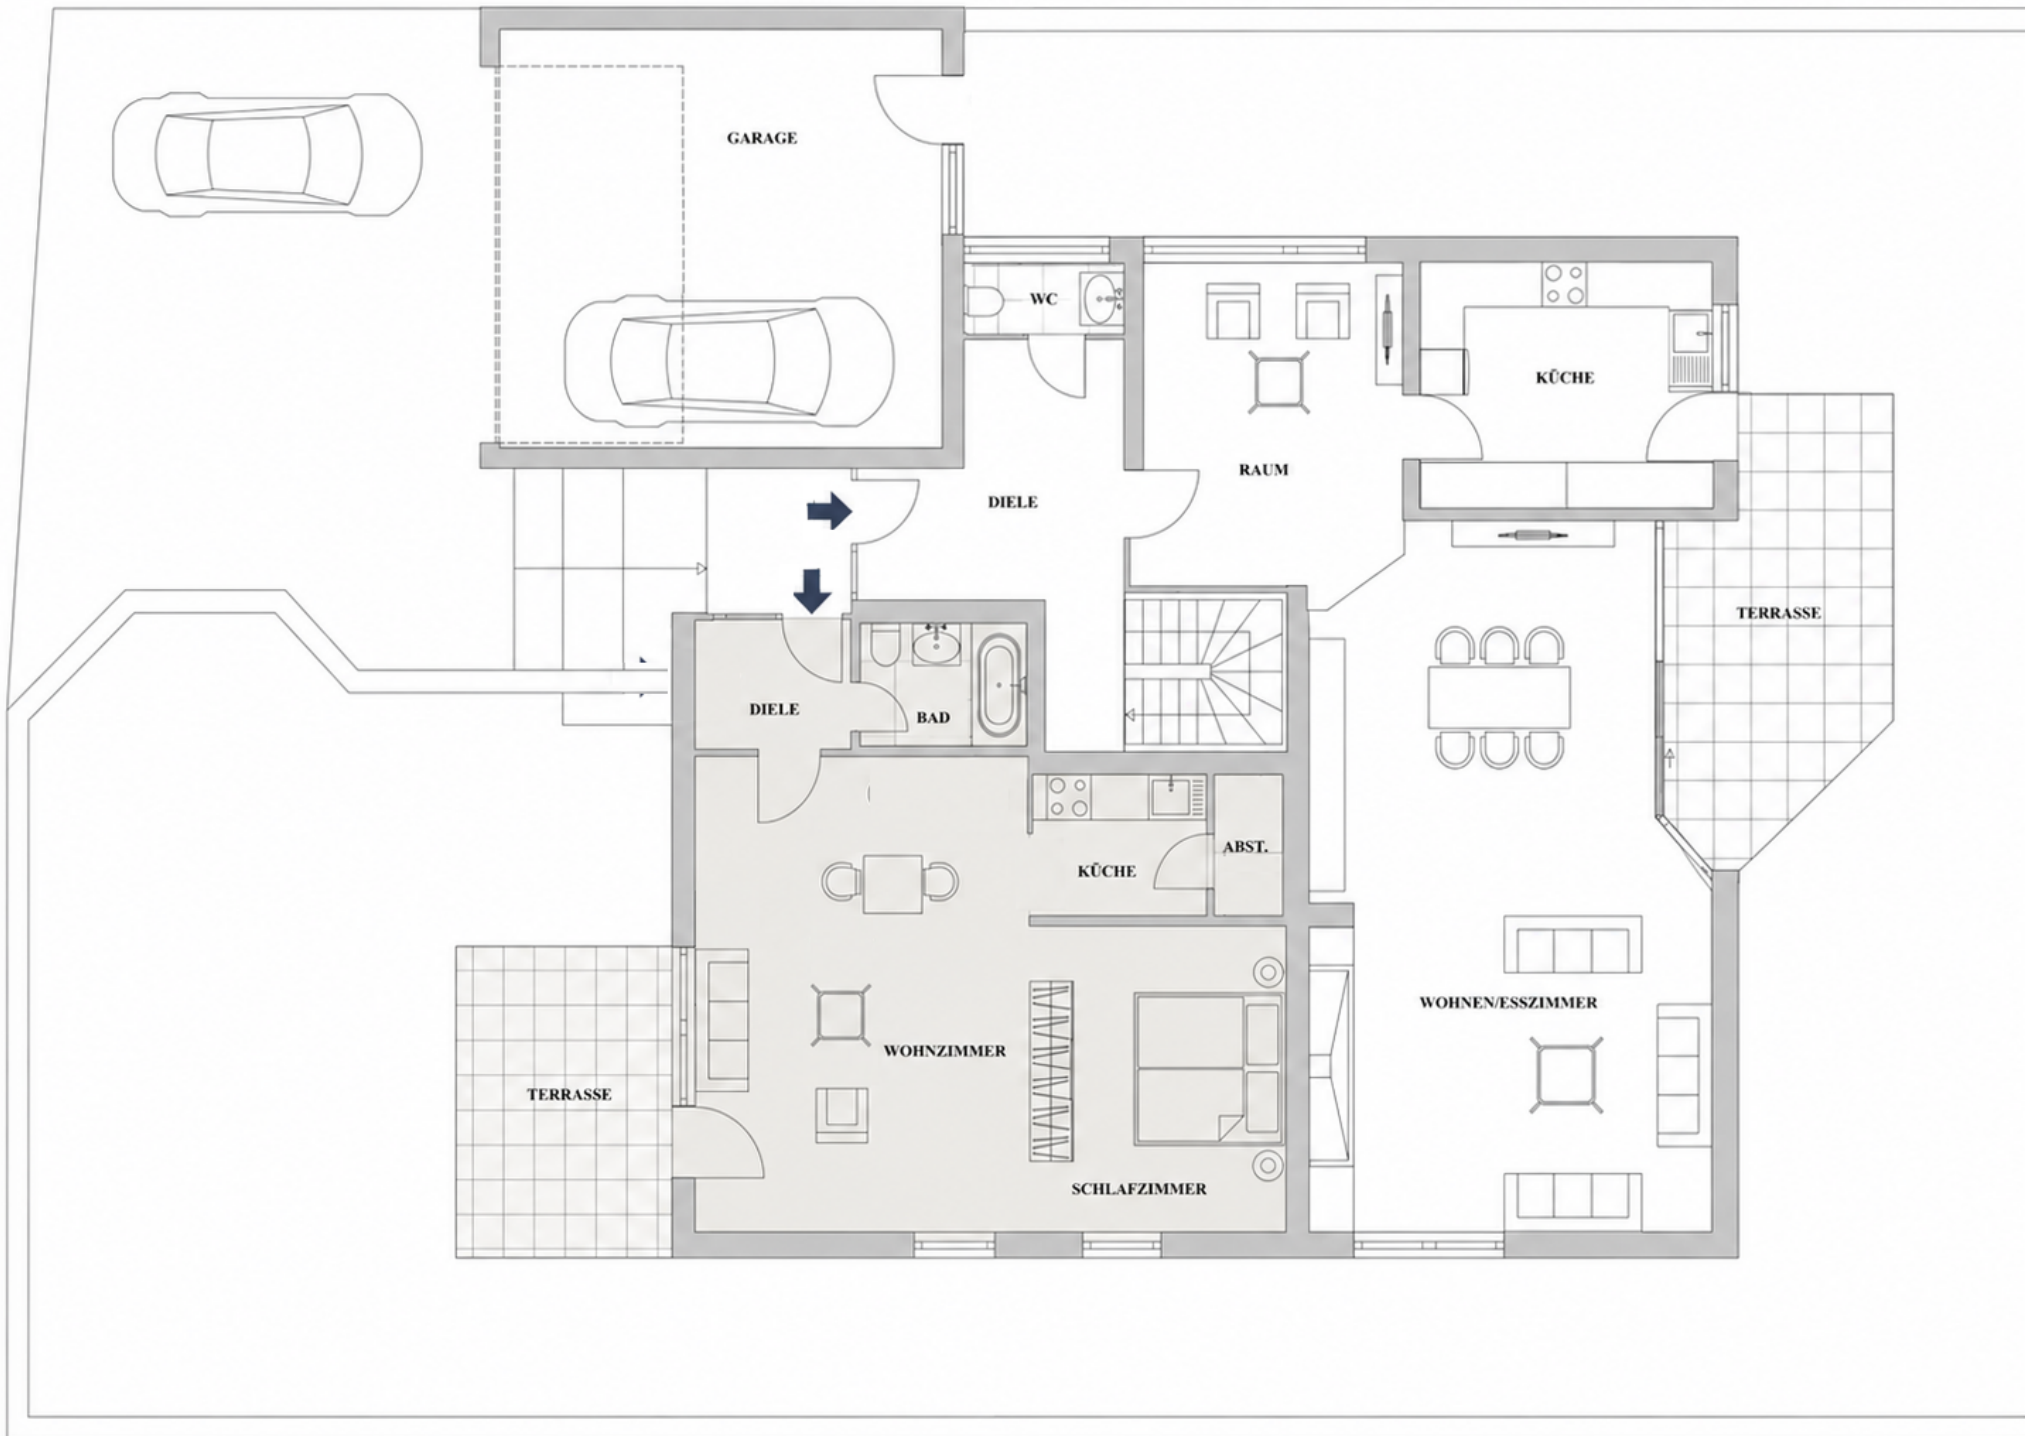 GARAGE
WC
KÜCHE
RAUM
DIELE
TERRASSE
DIELE
BAD
KÜCHE
ABST.
WOHNEN/ESSZIMMER
WOHNZIMMER
TERRASSE
SCHLAFZIMMER